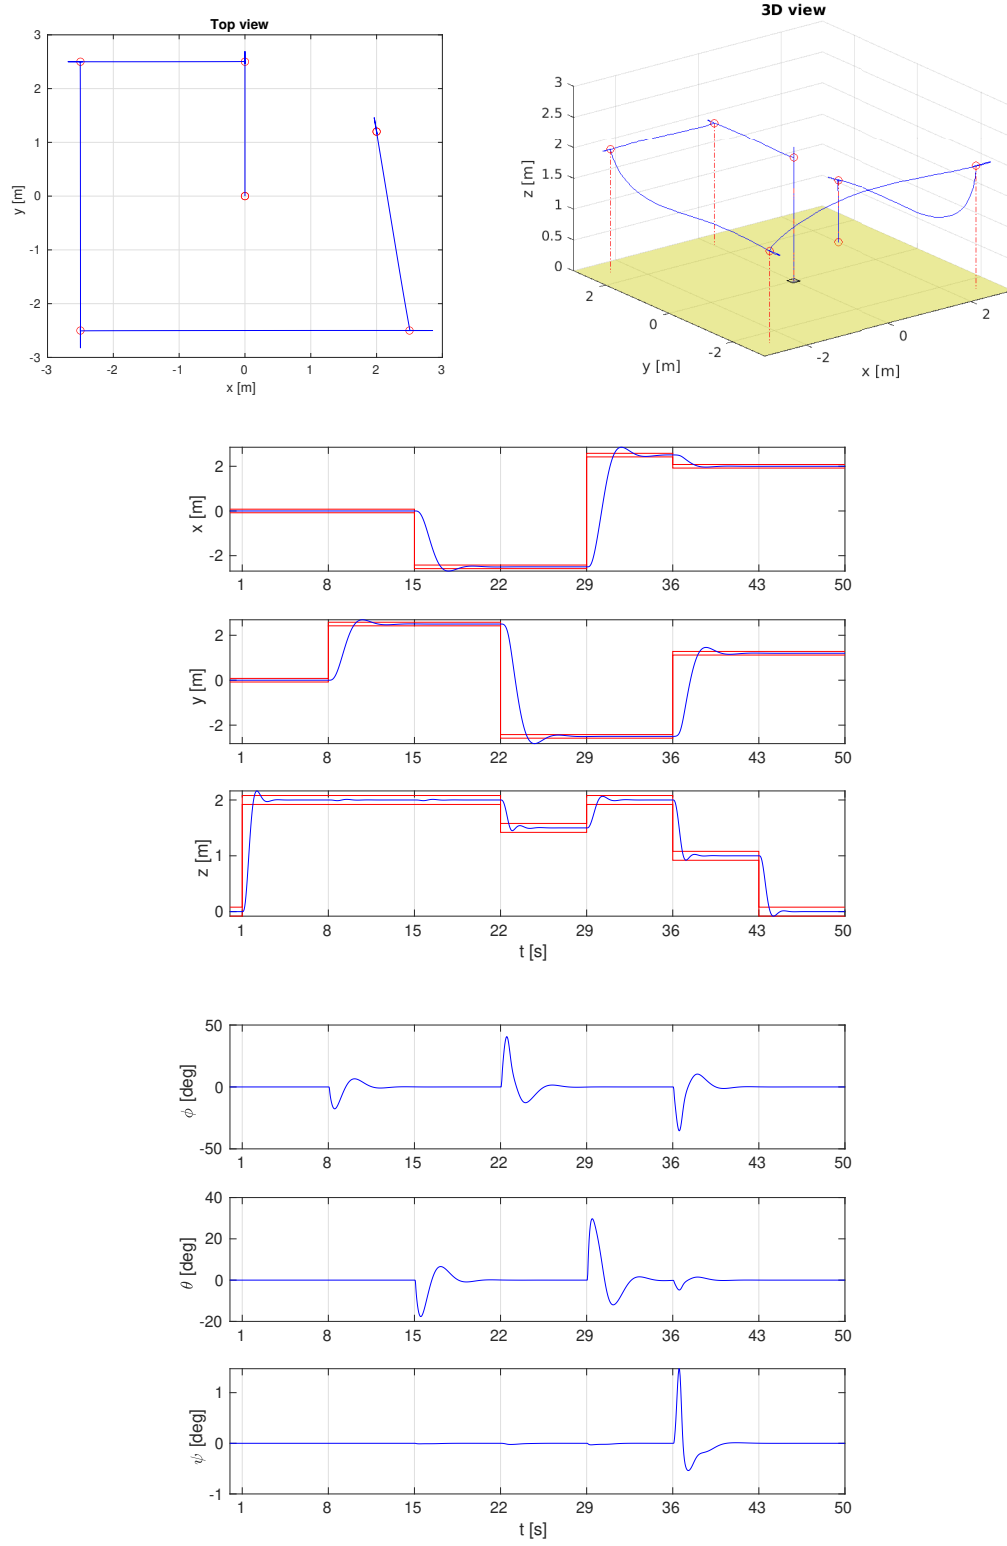 Top view
3
2
1
0
-1
-2
-3
y [m]
-3 -2 -1 0 1 2 3
x [m]
3D view
3
2.5
2
1.5
1
0.5
0
z [m]
2
0
-2
y [m]
-2
0
2
x [m]
2
0
-2
x [m]
1 8 15 22 29 36 43 50
2
0
-2
y [m]
1 8 15 22 29 36 43 50
2
1
0
z [m]
1 8 15 22 29 36 43 50
t [s]
50
0
-50
ϕ [deg]
1 8 15 22 29 36 43 50
40
20
0
-20
θ [deg]
1 8 15 22 29 36 43 50
1
0
-1
ψ [deg]
1 8 15 22 29 36 43 50
t [s]